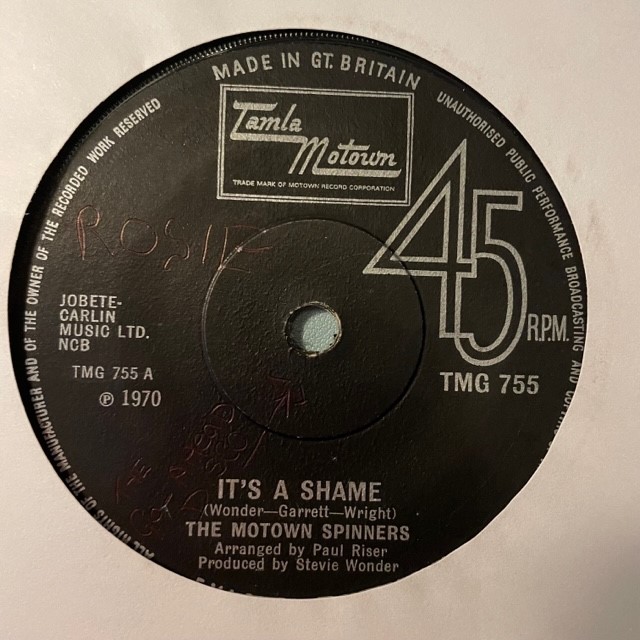 MADE IN GT. BRITAIN
UNAUTHORISED PUBLIC PERFORMANCE BROADCASTING AND
ALL RIGHTS OF THE MANUFACTURER AND OF THE OWNER OF THE RECORDED WORK RESERVED
Tamla
Motown
TRADE MARK OF MOTOWN RECORD CORPORATION
45
R.P.M.
TMG 755
ROSIE
JOBETE-
CARLIN
MUSIC LTD.
NCB
TMG 755 A
℗ 1970
IT'S A SHAME
(Wonder—Garrett—Wright)
THE MOTOWN SPINNERS
Arranged by Paul Riser
Produced by Stevie Wonder